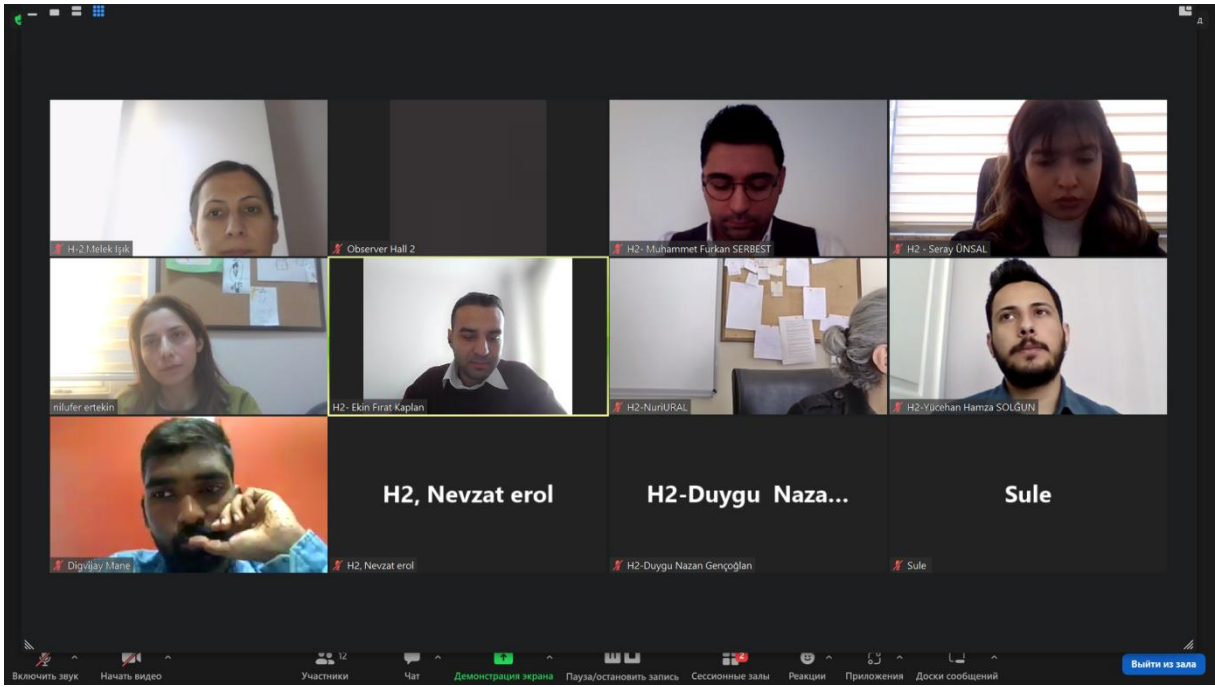 H-2 Melek Işık
Observer Hall 2
H2- Muhammet Furkan SERBEST
H2 - Seray ÜNSAL
nilufer ertekin
H2- Ekin Fırat Kaplan
H2-NuriURAL
H2-Yücehan Hamza SOLĞUN
Digvijay Mane
H2, Nevzat erol
H2, Nevzat erol
H2-Duygu Naza...
H2-Duygu Nazan Gençoğlan
Sule
Sule
12
2
Включить звук
Начать видео
Участники
Чат
Демонстрация экрана
Пауза/остановить запись
Сессионные залы
Реакции
Приложения
Доски сообщений
Выйти из зала